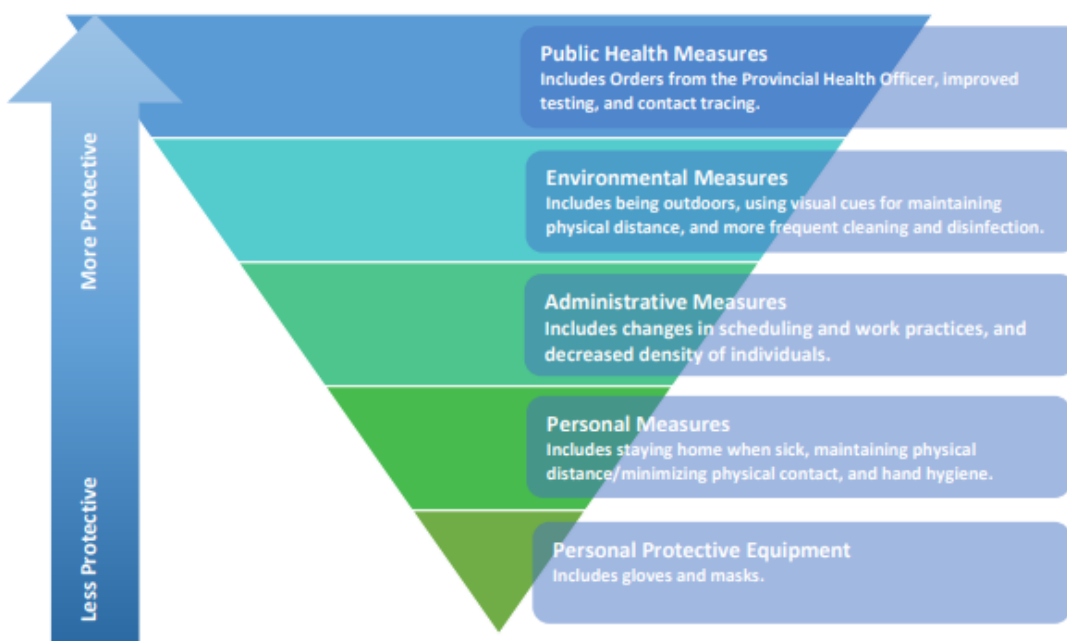 Public Health Measures
Includes Orders from the Provincial Health Officer, improved
testing, and contact tracing.
More Protective
Environmental Measures
Includes being outdoors, using visual cues for maintaining
physical distance, and more frequent cleaning and disinfection.
Administrative Measures
Includes changes in scheduling and work practices, and
decreased density of individuals.
Personal Measures
Includes staying home when sick, maintaining physical
distance/minimizing physical contact, and hand hygiene.
Less Protective
Personal Protective Equipment
Includes gloves and masks.